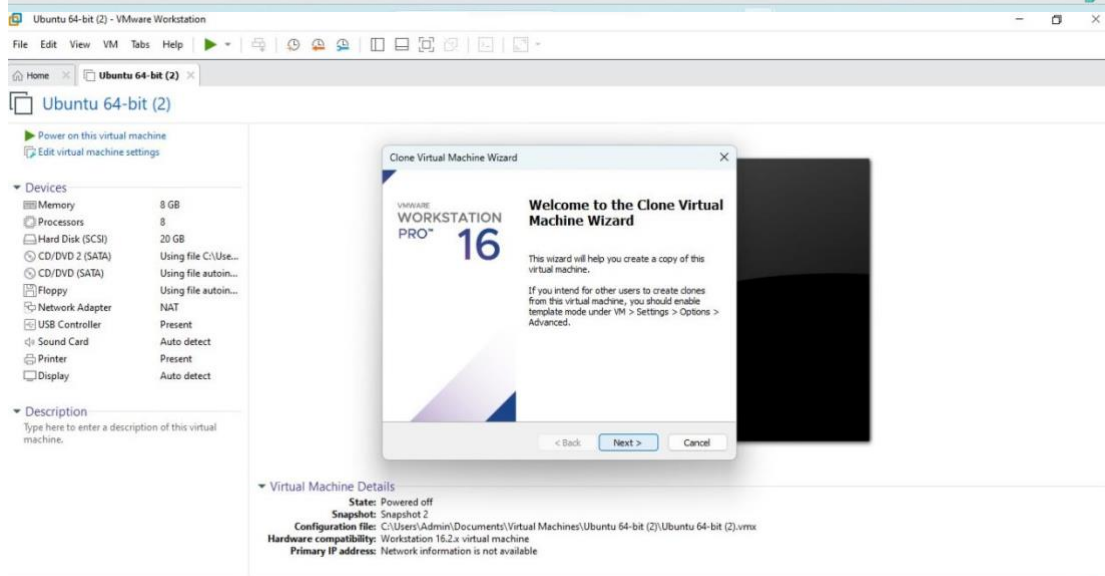 Ubuntu 64-bit (2) - VMware Workstation
File Edit View VM Tabs Help
Home
Ubuntu 64-bit (2)
Ubuntu 64-bit (2)
Power on this virtual machine
Edit virtual machine settings
Devices
Memory 8 GB
Processors 8
Hard Disk (SCSI) 20 GB
CD/DVD 2 (SATA) Using file C:\Use...
CD/DVD (SATA) Using file autoin...
Floppy Using file autoin...
Network Adapter NAT
USB Controller Present
Sound Card Auto detect
Printer Present
Display Auto detect
Description
Type here to enter a description of this virtual
machine.
Clone Virtual Machine Wizard
VMWARE
WORKSTATION
PRO™ 16
Welcome to the Clone Virtual
Machine Wizard
This wizard will help you create a copy of this
virtual machine.
If you intend for other users to create clones
from this virtual machine, you should enable
template mode under VM > Settings > Options >
Advanced.
< Back Next > Cancel
Virtual Machine Details
State: Powered off
Snapshot: Snapshot 2
Configuration file: C:\Users\Admin\Documents\Virtual Machines\Ubuntu 64-bit (2)\Ubuntu 64-bit (2).vmx
Hardware compatibility: Workstation 16.2.x virtual machine
Primary IP address: Network information is not available